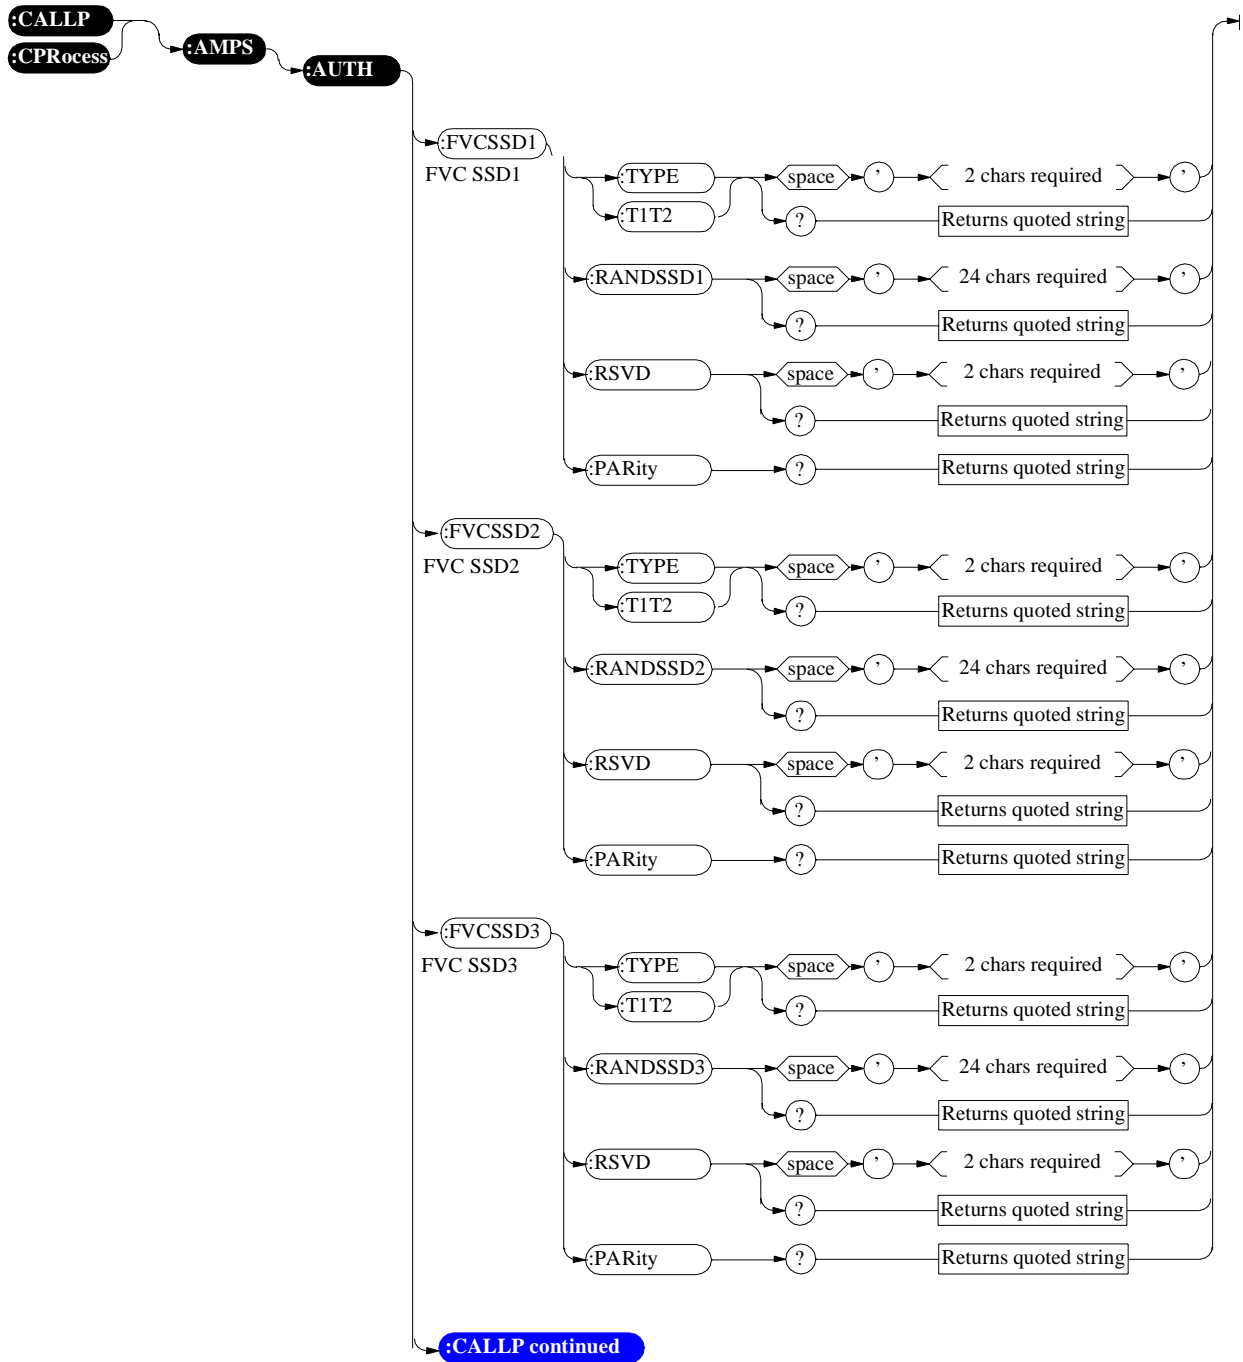 :CALLP
:CPRocess
:AMPS
:AUTH
:FVCSSD1
FVC SSD1
:TYPE space ’ 2 chars required ’
:T1T2 ? Returns quoted string
:RANDSSD1 space ’ 24 chars required ’
? Returns quoted string
:RSVD space ’ 2 chars required ’
? Returns quoted string
:PARity ? Returns quoted string
:FVCSSD2
FVC SSD2
:TYPE space ’ 2 chars required ’
:T1T2 ? Returns quoted string
:RANDSSD2 space ’ 24 chars required ’
? Returns quoted string
:RSVD space ’ 2 chars required ’
? Returns quoted string
:PARity ? Returns quoted string
:FVCSSD3
FVC SSD3
:TYPE space ’ 2 chars required ’
:T1T2 ? Returns quoted string
:RANDSSD3 space ’ 24 chars required ’
? Returns quoted string
:RSVD space ’ 2 chars required ’
? Returns quoted string
:PARity ? Returns quoted string
:CALLP continued